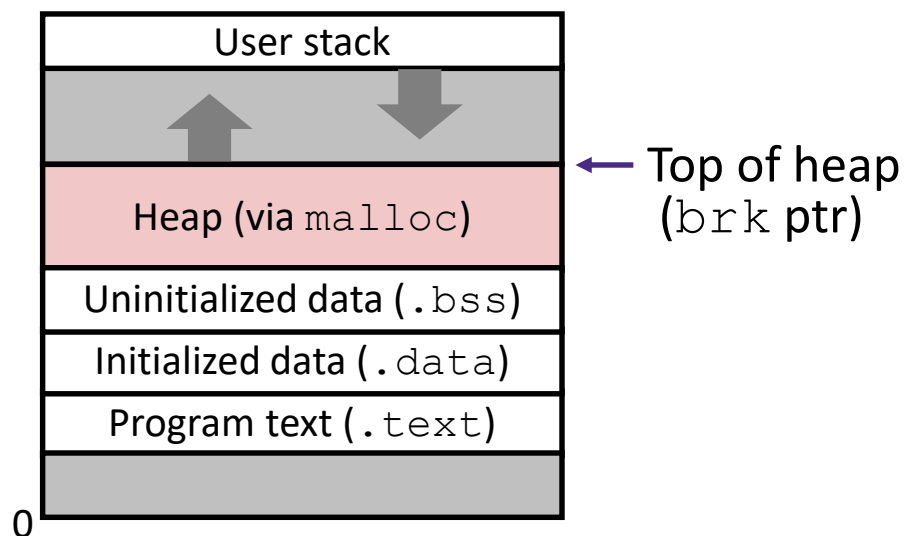 User stack
Top of heap
(brk ptr)
Heap (via malloc)
Uninitialized data (.bss)
Initialized data (.data)
Program text (.text)
0